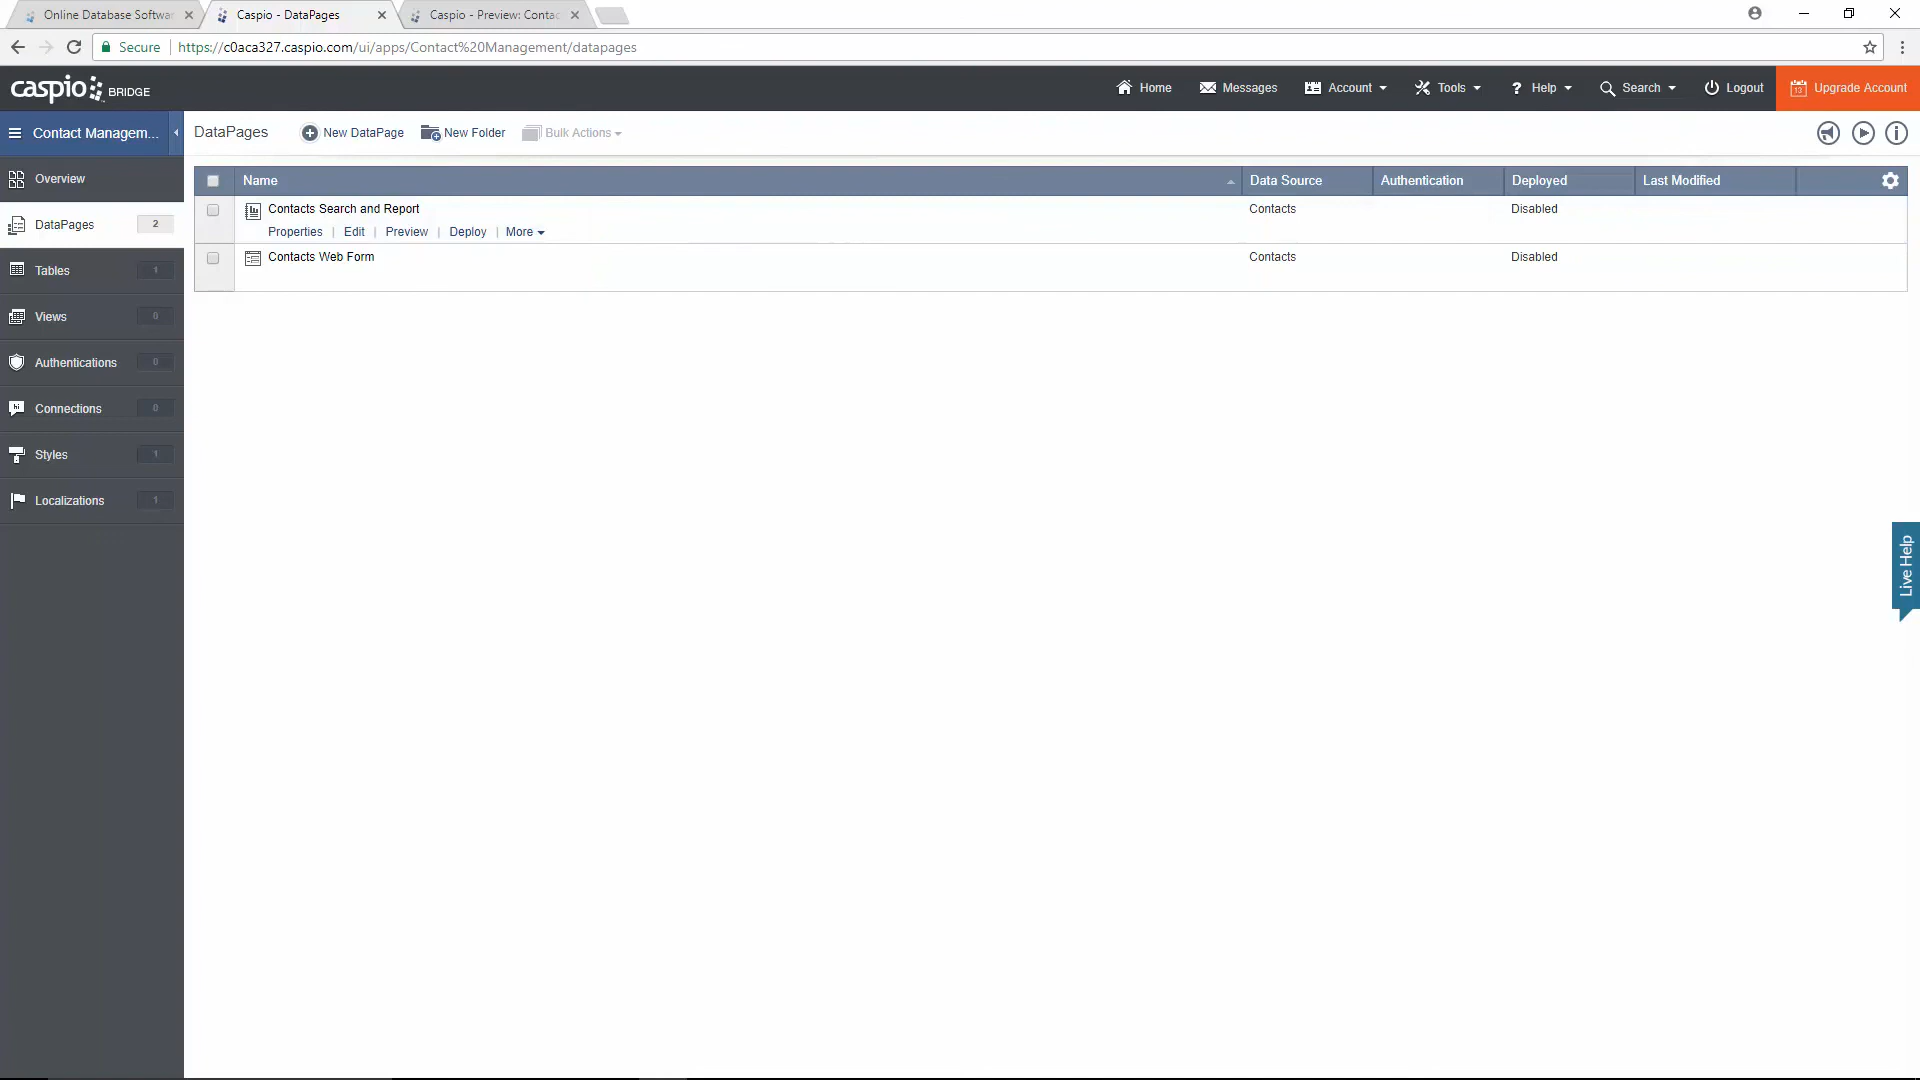 Online Database Softwar
Caspio - DataPages
Caspio - Preview: Contac
Secure
https://c0aca327.caspio.com/ui/apps/Contact%20Management/datapages
caspio BRIDGE
Home
Messages
Account
Tools
? Help
Search
Logout
13 Upgrade Account
Contact Managem...
DataPages
New DataPage
New Folder
Bulk Actions
Overview
DataPages 2
Tables 1
Views 6
Authentications 0
Connections 0
Styles 1
Localizations 1
Name
Data Source
Authentication
Deployed
Last Modified
Contacts Search and Report
Contacts
Disabled
Properties | Edit | Preview | Deploy | More
Contacts Web Form
Contacts
Disabled
Live Help